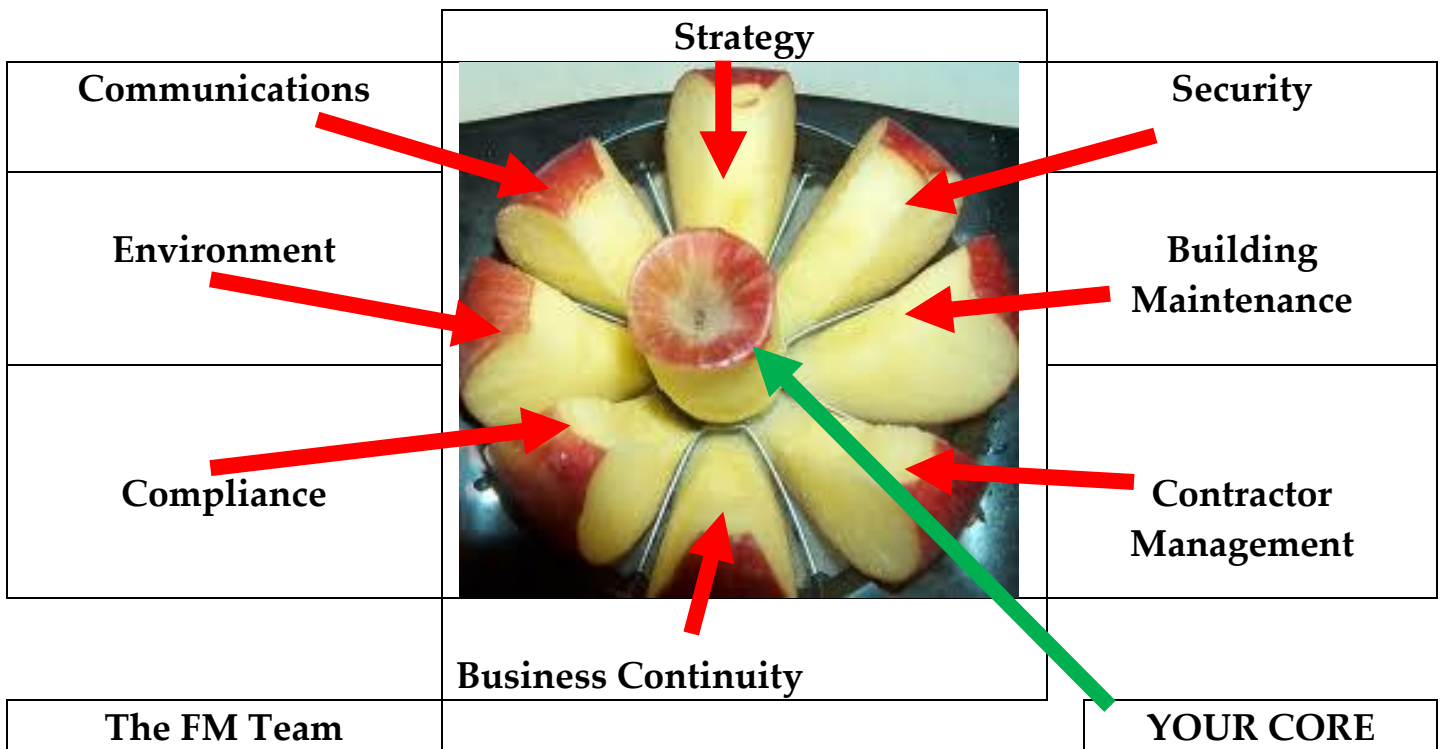 Strategy
Communications
Security
Environment
Building
Maintenance
Compliance
Contractor
Management
Business Continuity
The FM Team
YOUR CORE